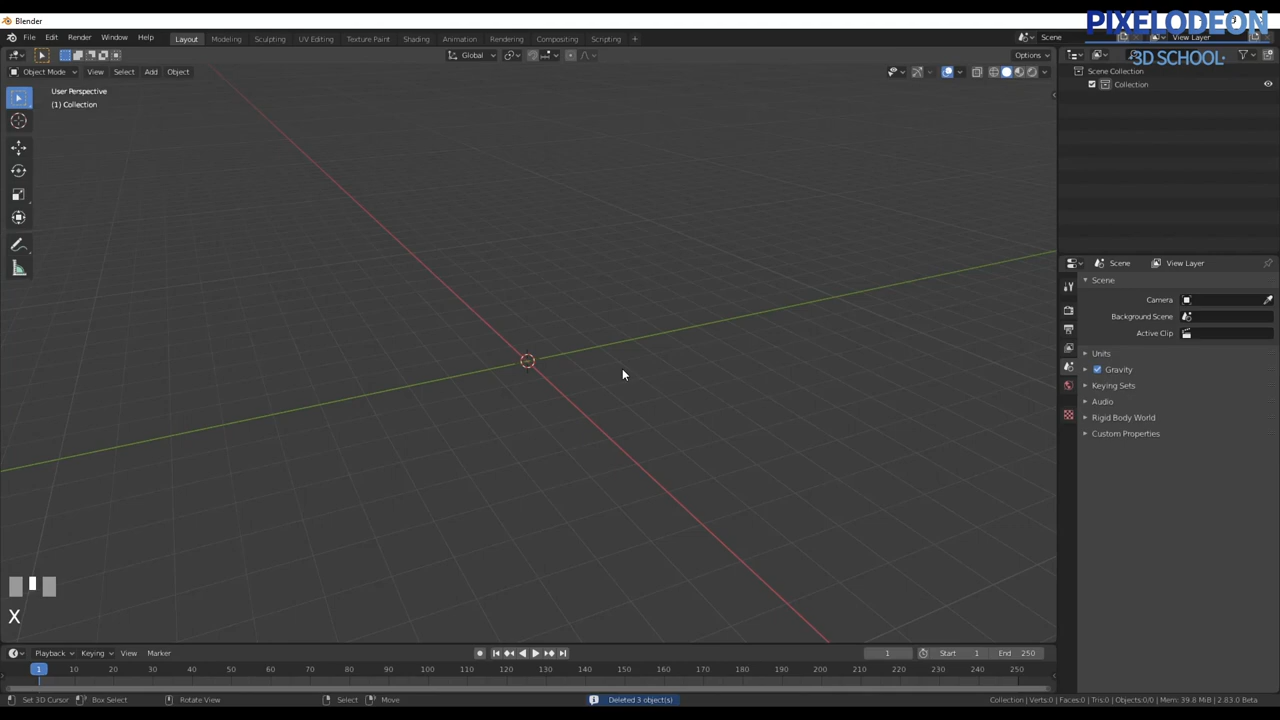 Blender
PIXELODEON
3D SCHOOL
File Edit Render Window Help
Layout Modeling Sculpting UV Editing Texture Paint Shading Animation Rendering Compositing Scripting +
Scene
View Layer
Global
Options
Object Mode View Select Add Object
User Perspective
(1) Collection
Scene Collection
Collection
Scene View Layer
Scene
Camera
Background Scene
Active Clip
Units
Gravity
Keying Sets
Audio
Rigid Body World
Custom Properties
X
Playback Keying View Marker
1
Start 1
End 250
1 10 20 30 40 50 60 70 80 90 100 110 120 130 140 150 160 170 180 190 200 210 220 230 240 250
Set 3D Cursor Box Select Rotate View Select Move
Deleted 3 object(s)
Collection | Verts:0 | Faces:0 | Tris:0 | Objects:0/0 | Mem: 39.8 MiB | 2.83.0 Beta